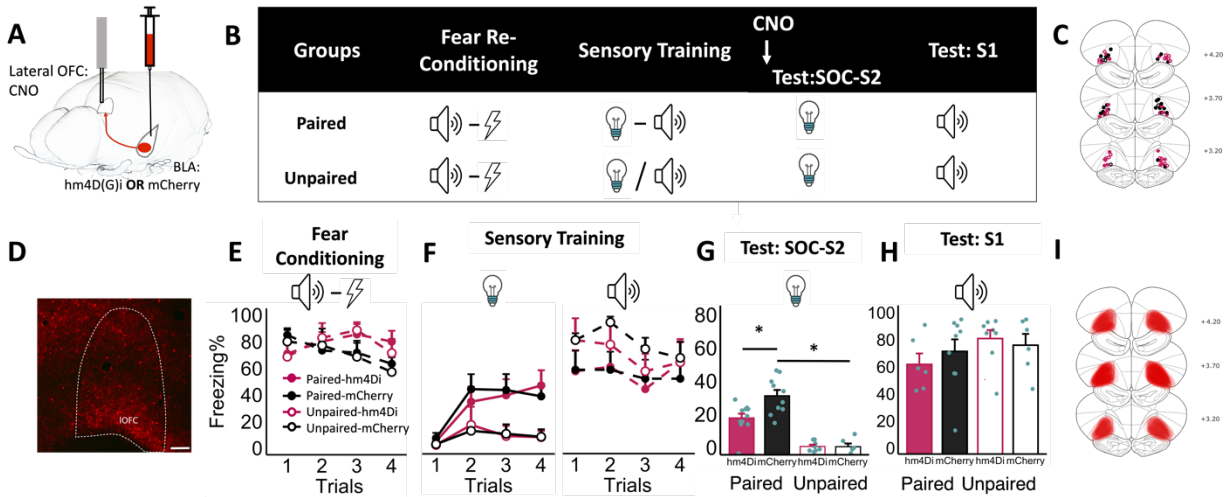 A
Lateral OFC:
CNO
BLA:
hm4D(G)i OR mCherry
B
Groups
Fear Re-
Conditioning
Sensory Training
CNO
Test:SOC-S2
Test: S1
Paired
–
–
Unpaired
–
/
C
+4.20
+3.70
+3.20
D
lOFC
E
Fear
Conditioning
–
Freezing%
100
80
60
40
20
0
Paired-hm4Di
Paired-mCherry
Unpaired-hm4Di
Unpaired-mCherry
1 2 3 4
Trials
F
Sensory Training
1 2 3 4
Trials
1 2 3 4
Trials
G
Test: SOC-S2
80
60
40
20
0
*
*
hm4Di mCherry hm4Di mCherry
Paired Unpaired
H
Test: S1
100
80
60
40
20
0
hm4Di mCherry hm4Di mCherry
Paired Unpaired
I
+4.20
+3.70
+3.20